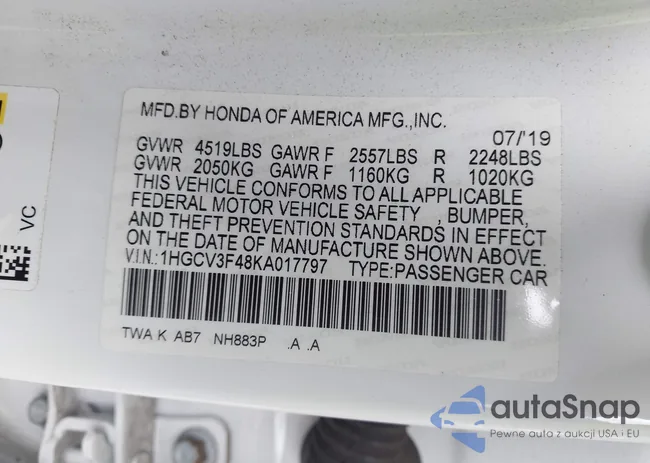 MFD.BY HONDA OF AMERICA MFG.,INC.
07/'19
GVWR 4519LBS GAWR F 2557LBS R 2248LBS
GVWR 2050KG GAWR F 1160KG R 1020KG
THIS VEHICLE CONFORMS TO ALL APPLICABLE
FEDERAL MOTOR VEHICLE SAFETY , BUMPER,
AND THEFT PREVENTION STANDARDS IN EFFECT
ON THE DATE OF MANUFACTURE SHOWN ABOVE.
V.I.N.:1HGCV3F48KA017797 TYPE:PASSENGER CAR
TWA K AB7 NH883P .A .A
VC
autoSnap
Pewne auta z aukcji USA i EU